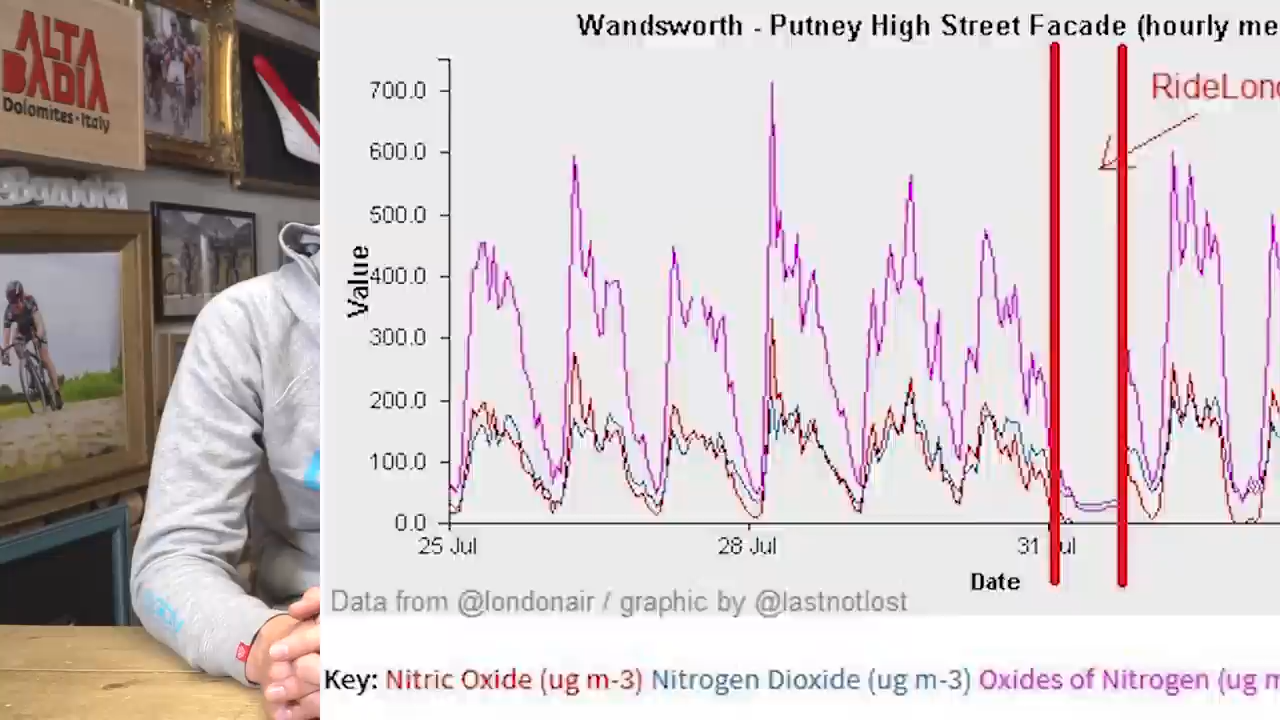 ALTA
BADIA
Dolomites • Italy
Wandsworth - Putney High Street Facade (hourly me
RideLond
700.0
600.0
500.0
400.0
300.0
200.0
100.0
0.0
Value
25 Jul
28 Jul
31 Jul
Date
Data from @londonair / graphic by @lastnotlost
Key: Nitric Oxide (ug m-3) Nitrogen Dioxide (ug m-3) Oxides of Nitrogen (ug m